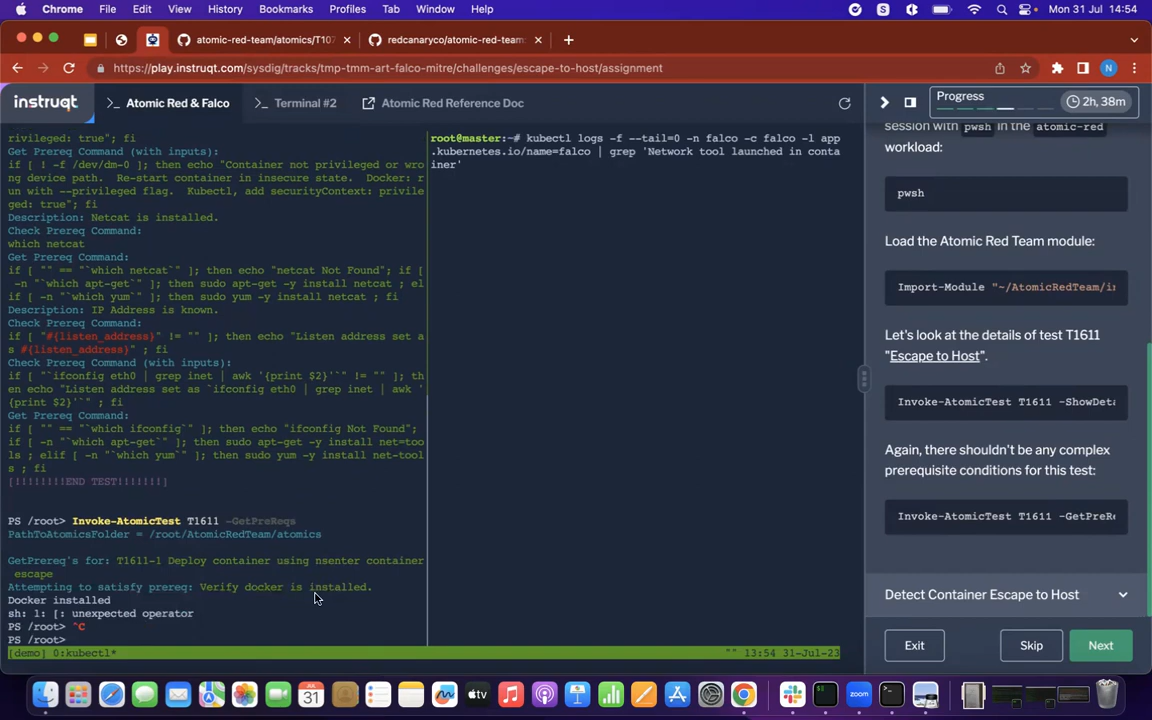 Chrome File Edit View History Bookmarks Profiles Tab Window Help Mon 31 Jul 14:54
atomic-red-team/atomics/T107 redcanaryco/atomic-red-team:
https://play.instruqt.com/sysdig/tracks/tmp-tmm-art-falco-mitre/challenges/escape-to-host/assignment N
instruqt Atomic Red & Falco Terminal #2 Atomic Red Reference Doc Progress 2h, 38m
rivileged: true"; fi
Get Prereq Command (with inputs):
if [ ! -f /dev/dm-0 ]; then echo "Container not privileged or wro
ng device path.  Re-start container in insecure state.  Docker: r
un with --privileged flag.  Kubectl, add securityContext: privile
ged: true"; fi
Description: Netcat is installed.
Check Prereq Command:
which netcat
Get Prereq Command:
if [ "" == "`which netcat`" ]; then echo "netcat Not Found"; if [
-n "`which apt-get`" ]; then sudo apt-get -y install netcat ; el
if [ -n "`which yum`" ]; then sudo yum -y install netcat ; fi
Description: IP Address is known.
Check Prereq Command:
if [ "#{listen_address}" != "" ]; then echo "Listen address set a
s #{listen_address}" ; fi
Check Prereq Command (with inputs):
if [ "`ifconfig eth0 | grep inet | awk '{print $2}'`" != "" ]; th
en echo "Listen address set as `ifconfig eth0 | grep inet | awk '
{print $2}'`" ; fi
Get Prereq Command:
if [ "" == "`which ifconfig`" ]; then echo "ifconfig Not Found";
if [ -n "`which apt-get`" ]; then sudo apt-get -y install net=too
ls ; elif [ -n "`which yum`" ]; then sudo yum -y install net-tool
s ; fi
[!!!!!!!!END TEST!!!!!!!]
PS /root> Invoke-AtomicTest T1611 -GetPreReqs
PathToAtomicsFolder = /root/AtomicRedTeam/atomics
GetPrereq's for: T1611-1 Deploy container using nsenter container
escape
Attempting to satisfy prereq: Verify docker is installed.
Docker installed
sh: 1: [: unexpected operator
PS /root> ^C
PS /root>
[demo] 0:kubectl* "" 13:54 31-Jul-23
root@master:~# kubectl logs -f --tail=0 -n falco -c falco -l app
.kubernetes.io/name=falco | grep 'Network tool launched in conta
iner'
session with pwsh in the atomic-red
workload:
pwsh
Load the Atomic Red Team module:
Import-Module "~/AtomicRedTeam/in
Let's look at the details of test T1611
"Escape to Host".
Invoke-AtomicTest T1611 -ShowDeta
Again, there shouldn't be any complex
prerequisite conditions for this test:
Invoke-AtomicTest T1611 -GetPreRe
Detect Container Escape to Host
Exit Skip Next